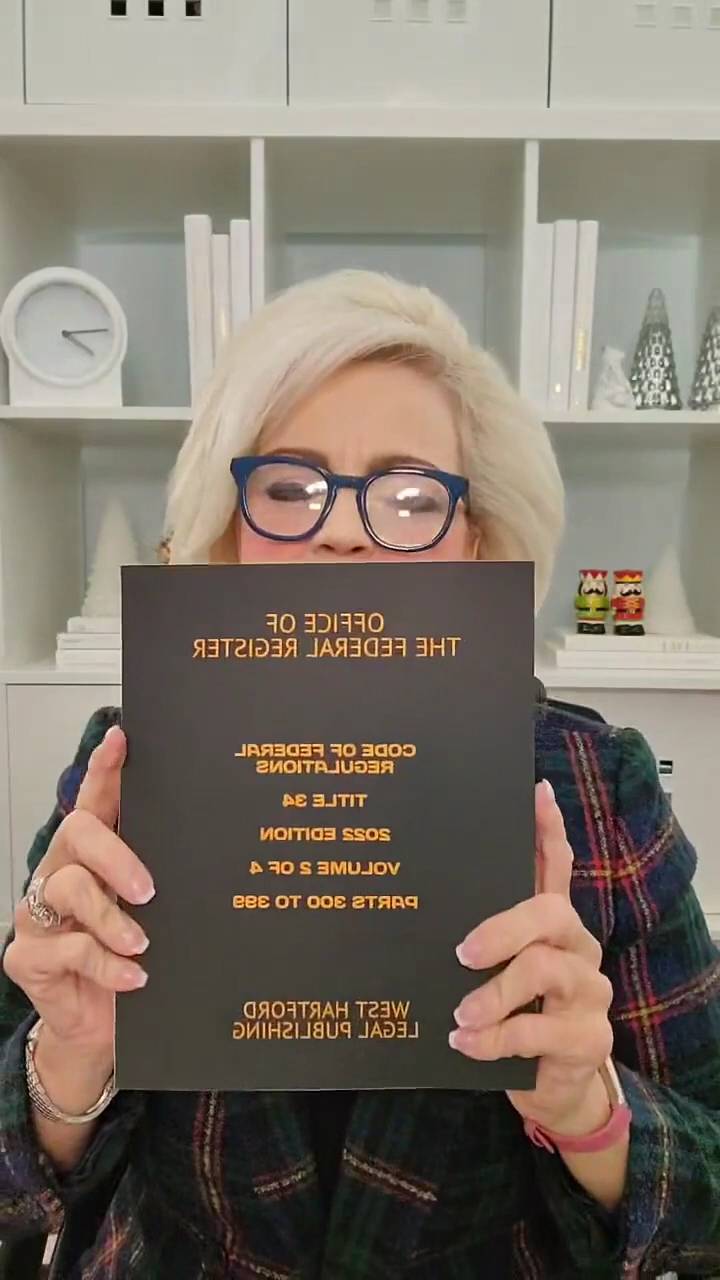 OFFICE OF
THE FEDERAL REGISTER
CODE OF FEDERAL
REGULATIONS
TITLE 34
2022 EDITION
VOLUME 2 OF 4
PARTS 300 TO 399
WEST HARTFORD
LEGAL PUBLISHING